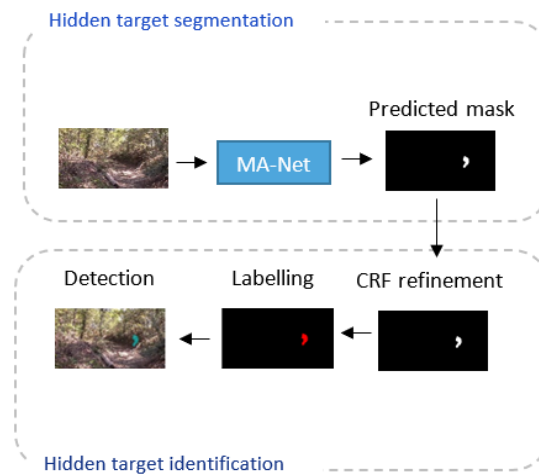 Hidden target segmentation
Predicted mask
MA-Net
Detection
Labelling
CRF refinement
Hidden target identification